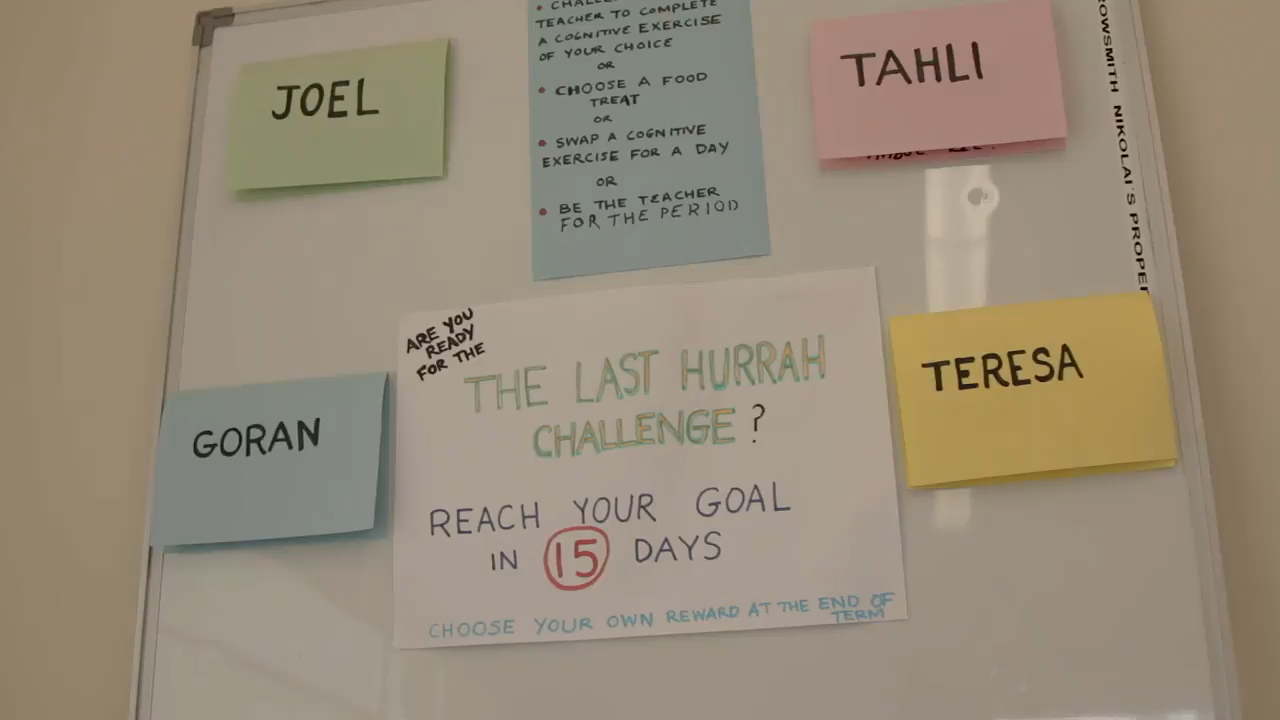 JOEL
TEACHER TO COMPLETE
A COGNITIVE EXERCISE
OF YOUR CHOICE
OR
• CHOOSE A FOOD
TREAT
OR
• SWAP A COGNITIVE
EXERCISE FOR A DAY
OR
• BE THE TEACHER
FOR THE PERIOD
TAHLI
OWSMITH NIKOLAI'S PROPE
ARE YOU
READY
FOR THE
THE LAST HURRAH
CHALLENGE?
REACH YOUR GOAL
IN 15 DAYS
CHOOSE YOUR OWN REWARD AT THE END OF
TERM
GORAN
TERESA